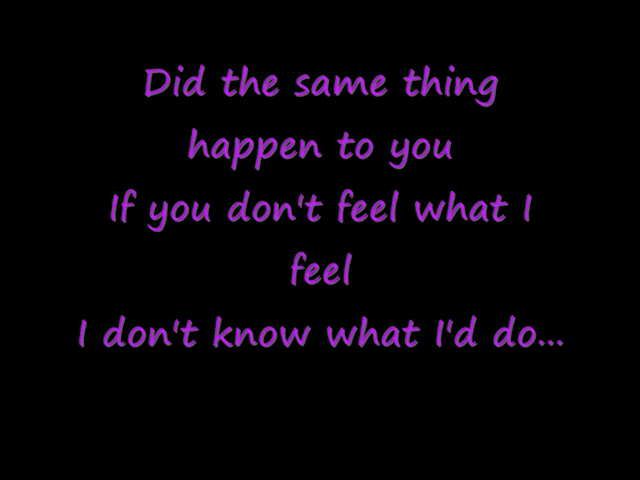 Did the same thing
happen to you
If you don't feel what I
feel
I don't know what I'd do...